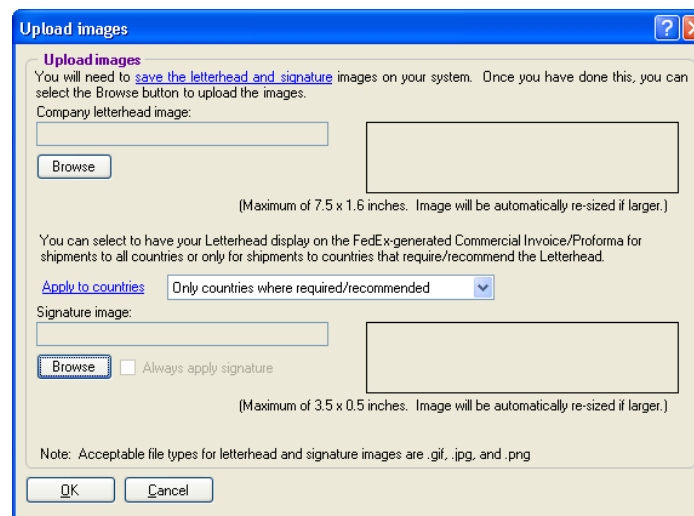 Upload images
Upload images
You will need to save the letterhead and signature images on your system.  Once you have done this, you can
select the Browse button to upload the images.
Company letterhead image:
Browse
(Maximum of 7.5 x 1.6 inches.  Image will be automatically re-sized if larger.)
You can select to have your Letterhead display on the FedEx-generated Commercial Invoice/Proforma for
shipments to all countries or only for shipments to countries that require/recommend the Letterhead.
Apply to countries Only countries where required/recommended
Signature image:
Browse Always apply signature
(Maximum of 3.5 x 0.5 inches.  Image will be automatically re-sized if larger.)
Note:  Acceptable file types for letterhead and signature images are .gif, .jpg, and .png
OK Cancel